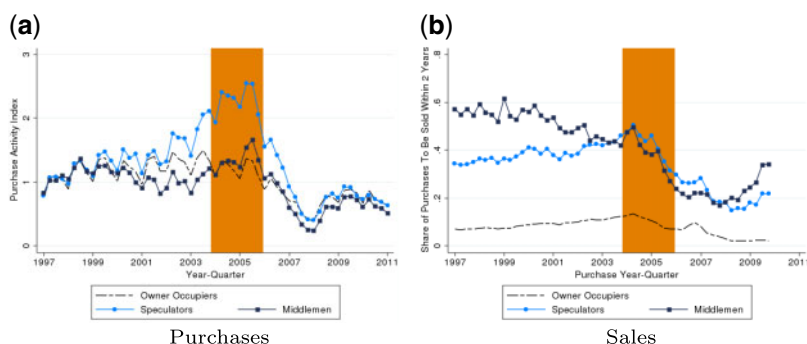 (a)
3
2
1
0
Purchase Activity Index
1997
1999
2001
2003
2005
2007
2009
2011
Year-Quarter
Owner Occupiers
Speculators
Middlemen
Purchases
(b)
.8
.6
.4
.2
0
Share of Purchases To Be Sold Within 2 Years
1997
1999
2001
2003
2005
2007
2009
2011
Purchase Year-Quarter
Owner Occupiers
Speculators
Middlemen
Sales